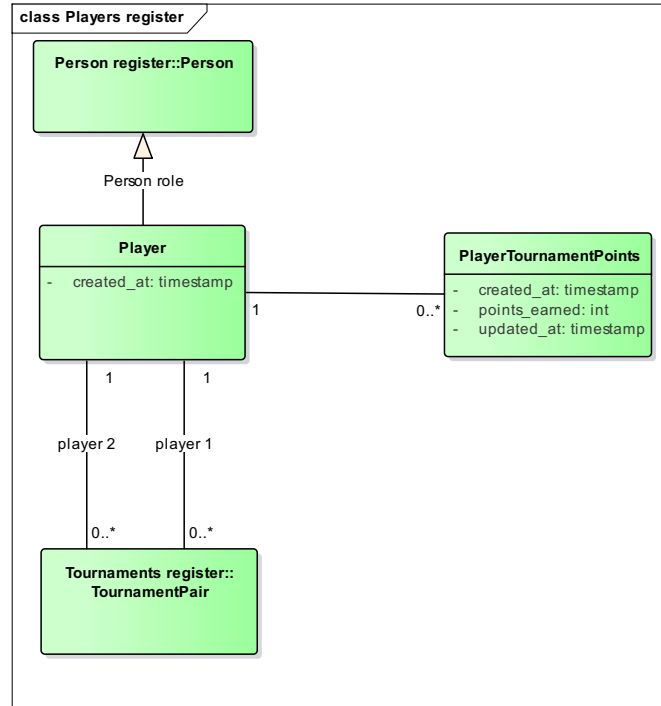 class Players register
Person register::Person
Person role
Player
- created_at: timestamp
PlayerTournamentPoints
- created_at: timestamp
- points_earned: int
- updated_at: timestamp
1
0..*
1
1
player 2
player 1
0..*
0..*
Tournaments register::
TournamentPair